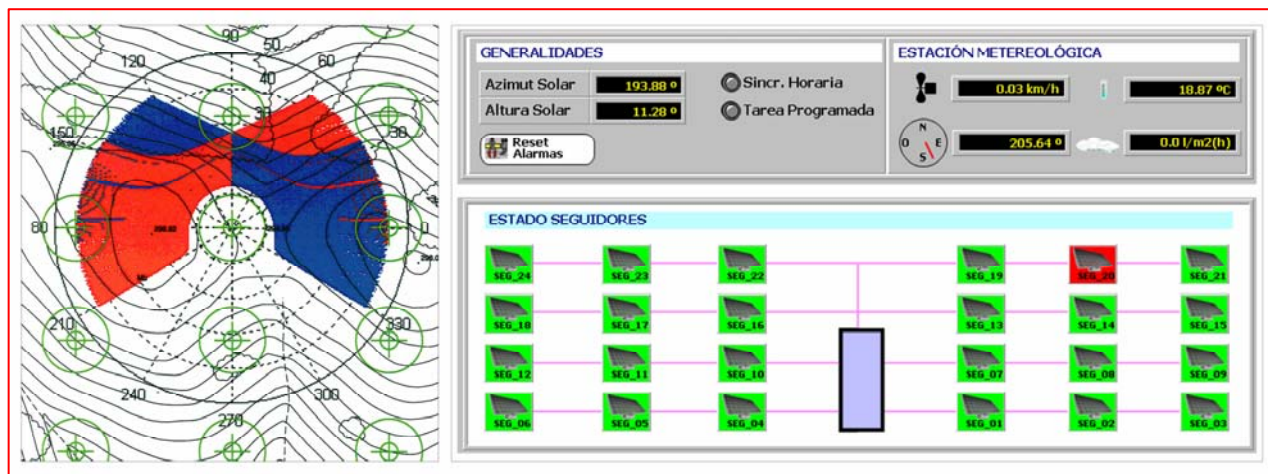 90
120
50
60
40
30
150
30
80
0
210
330
240
300
270
GENERALIDADES
Azimut Solar 193.88 º
Altura Solar 11.28 º
Sincr. Horaria
Tarea Programada
Reset
Alarmas
ESTACIÓN METEREOLÓGICA
0.03 km/h 18.87 ºC
N
O E
S
205.64 º 0.0 l/m2(h)
ESTADO SEGUIDORES
SEG_24 SEG_23 SEG_22 SEG_19 SEG_20 SEG_21
SEG_18 SEG_17 SEG_16 SEG_13 SEG_14 SEG_15
SEG_12 SEG_11 SEG_10 SEG_07 SEG_08 SEG_09
SEG_06 SEG_05 SEG_04 SEG_01 SEG_02 SEG_03